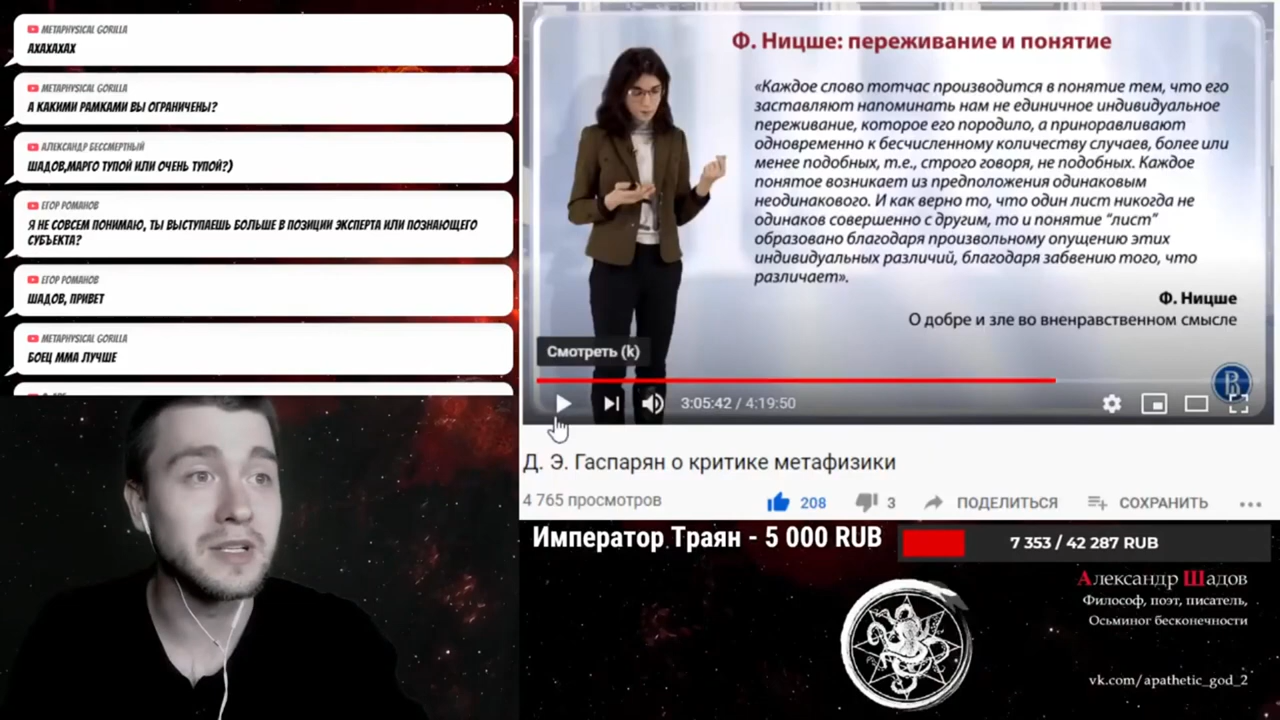 METAPHYSICAL GORILLA
АХАХАХАХ
METAPHYSICAL GORILLA
А КАКИМИ РАМКАМИ ВЫ ОГРАНИЧЕНЫ?
АЛЕКСАНДР БЕССМЕРТНЫЙ
ШАДОВ,МАРГО ТУПОЙ ИЛИ ОЧЕНЬ ТУПОЙ?)
ЕГОР РОМАНОВ
Я НЕ СОВСЕМ ПОНИМАЮ, ТЫ ВЫСТУПАЕШЬ БОЛЬШЕ В ПОЗИЦИИ ЭКСПЕРТА ИЛИ ПОЗНАЮЩЕГО
СУБЪЕКТА?
ЕГОР РОМАНОВ
ШАДОВ, ПРИВЕТ
METAPHYSICAL GORILLA
БОЕЦ ММА ЛУЧШЕ
Ф. Ницше: переживание и понятие
«Каждое слово тотчас производится в понятие тем, что его
заставляют напоминать нам не единичное индивидуальное
переживание, которое его породило, а приноравливают
одновременно к бесчисленному количеству случаев, более или
менее подобных, т.е., строго говоря, не подобных. Каждое
понятое возникает из предположения одинаковым
неодинакового. И как верно то, что один лист никогда не
одинаков совершенно с другим, то и понятие “лист”
образовано благодаря произвольному опущению этих
индивидуальных различий, благодаря забвению того, что
различает».
Ф. Ницше
О добре и зле во вненравственном смысле
Смотреть (k)
3:05:42 / 4:19:50
Д. Э. Гаспарян о критике метафизики
4 765 просмотров
208
3
ПОДЕЛИТЬСЯ
СОХРАНИТЬ
Император Траян - 5 000 RUB
7 353 / 42 287 RUB
Александр Шадов
Философ, поэт, писатель,
Осьминог бесконечности
vk.com/apathetic_god_2